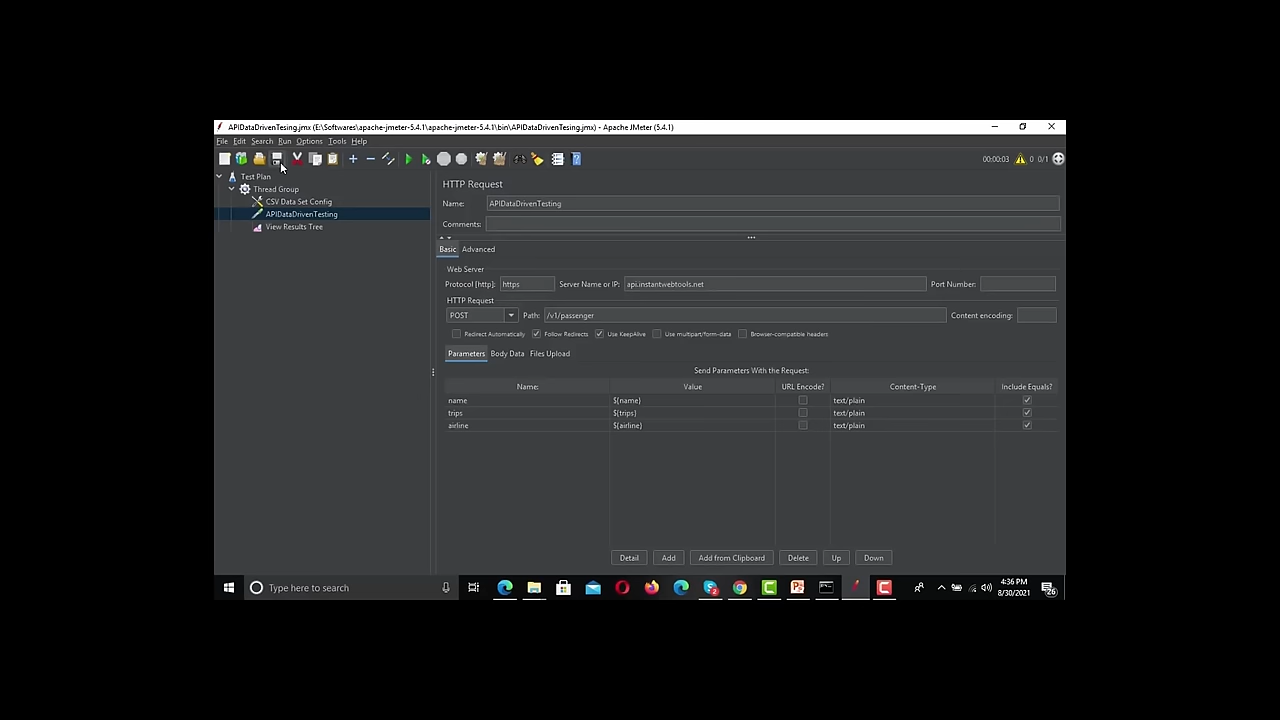 APIDataDrivenTesing.jmx (E:\Softwares\apache-jmeter-5.4.1\apache-jmeter-5.4.1\bin\APIDataDrivenTesing.jmx) - Apache JMeter (5.4.1)
File Edit Search Run Options Tools Help
00:00:03 0 0/1
Test Plan
Thread Group
CSV Data Set Config
APIDataDrivenTesting
View Results Tree
HTTP Request
Name: APIDataDrivenTesting
Comments:
Basic Advanced
Web Server
Protocol [http]: https Server Name or IP: api.instantwebtools.net Port Number:
HTTP Request
POST Path: /v1/passenger Content encoding:
Redirect Automatically Follow Redirects Use KeepAlive Use multipart/form-data Browser-compatible headers
Parameters Body Data Files Upload
Send Parameters With the Request:
Name: Value URL Encode? Content-Type Include Equals?
name ${name} text/plain
trips ${trips} text/plain
airline ${airline} text/plain
Detail Add Add from Clipboard Delete Up Down
Type here to search
4:36 PM
8/30/2021
26